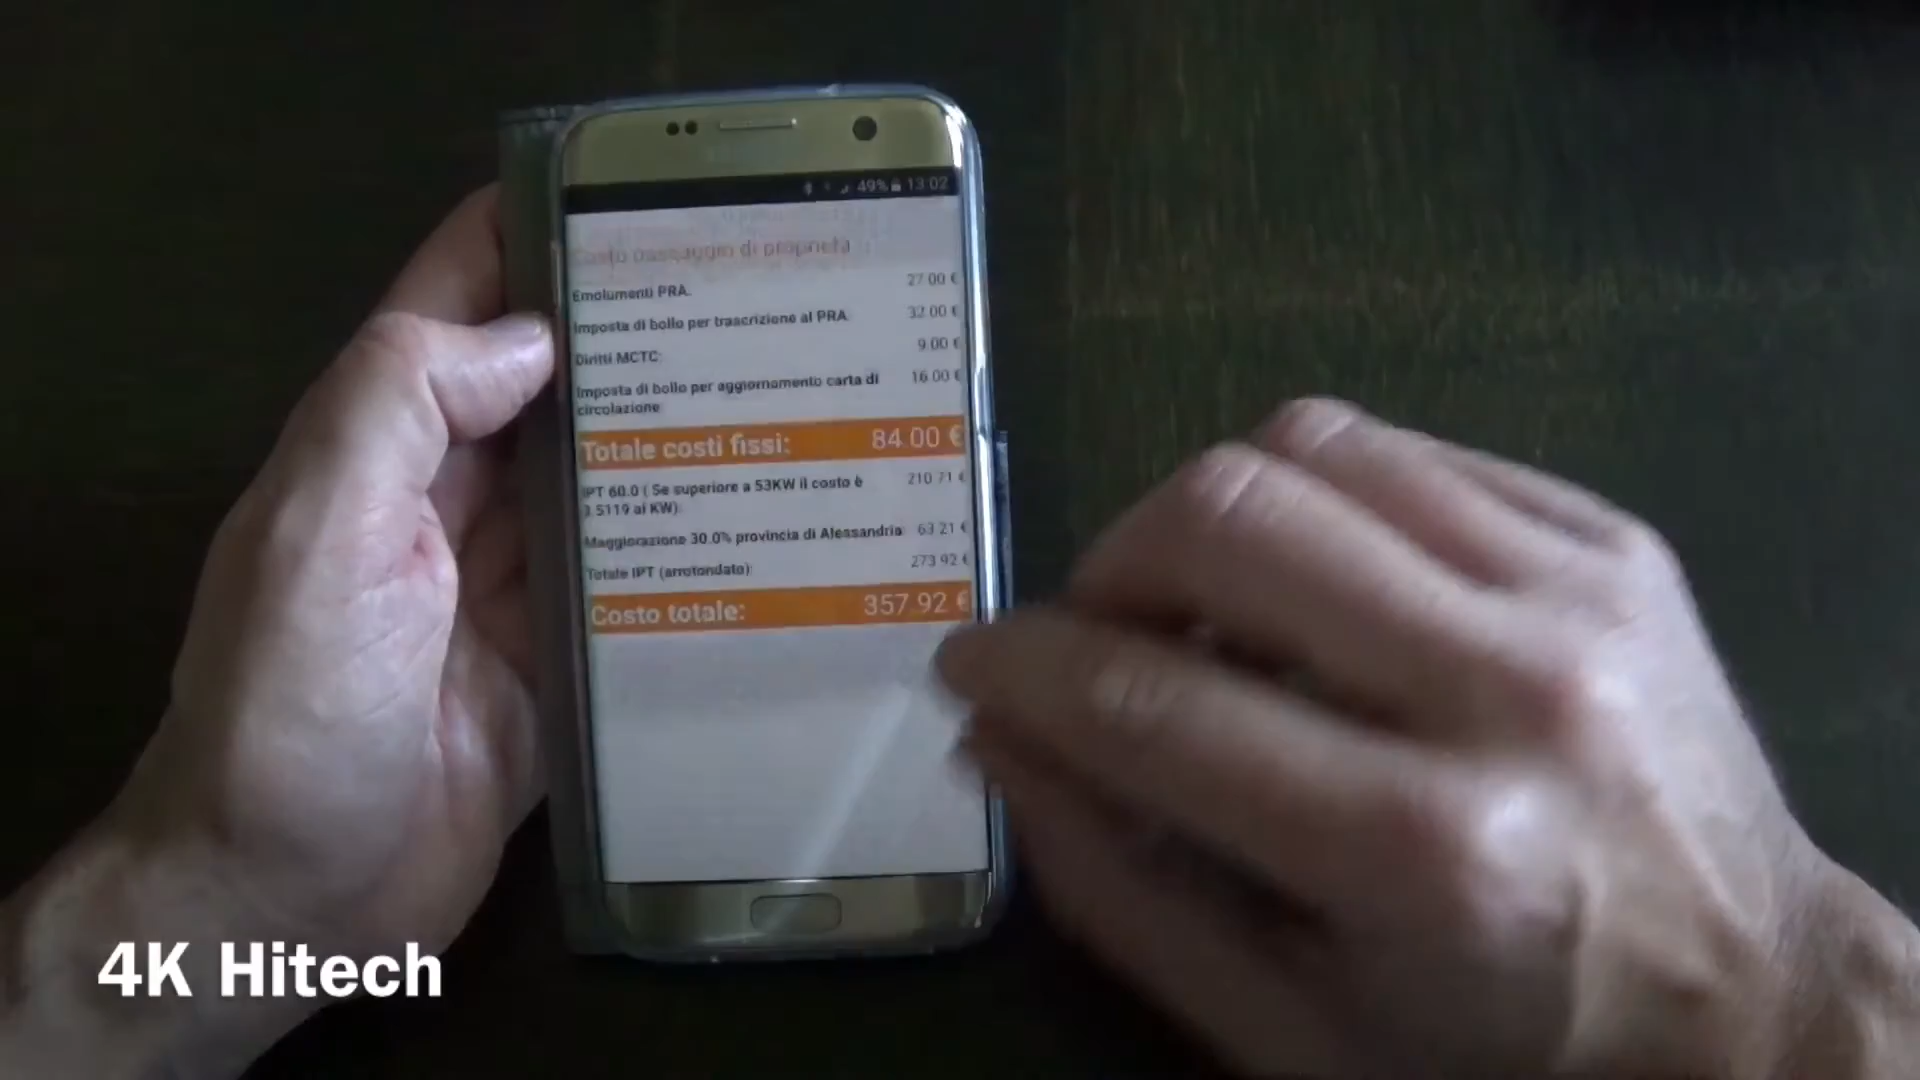 49% 13:02
Costo passaggio di proprietà
Emolumenti PRA: 27.00 €
Imposta di bollo per trascrizione al PRA: 32.00 €
Diritti MCTC: 9.00 €
Imposta di bollo per aggiornamento carta di 16.00 €
circolazione
Totale costi fissi: 84.00 €
IPT 60.0 ( Se superiore a 53KW il costo è 210.71 €
3.5119 al KW):
Maggiorazione 30.0% provincia di Alessandria: 63.21 €
Totale IPT (arrotondato): 273.92 €
Costo totale: 357.92 €
4K Hitech